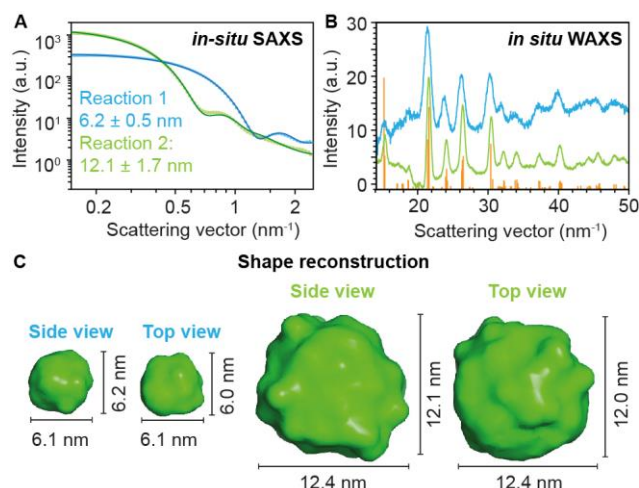 A
in-situ SAXS
Intensity (a.u.)
10³
10²
10¹
10⁰
Reaction 1
6.2 ± 0.5 nm
Reaction 2:
12.1 ± 1.7 nm
0.2 0.5 1 2
Scattering vector (nm⁻¹)
B
in situ WAXS
Intensity (a.u.)
30
20
10
0
20 30 40 50
Scattering vector (nm⁻¹)
C
Shape reconstruction
Side view
Top view
6.2 nm
6.1 nm
6.0 nm
6.1 nm
Side view
Top view
12.1 nm
12.4 nm
12.0 nm
12.4 nm